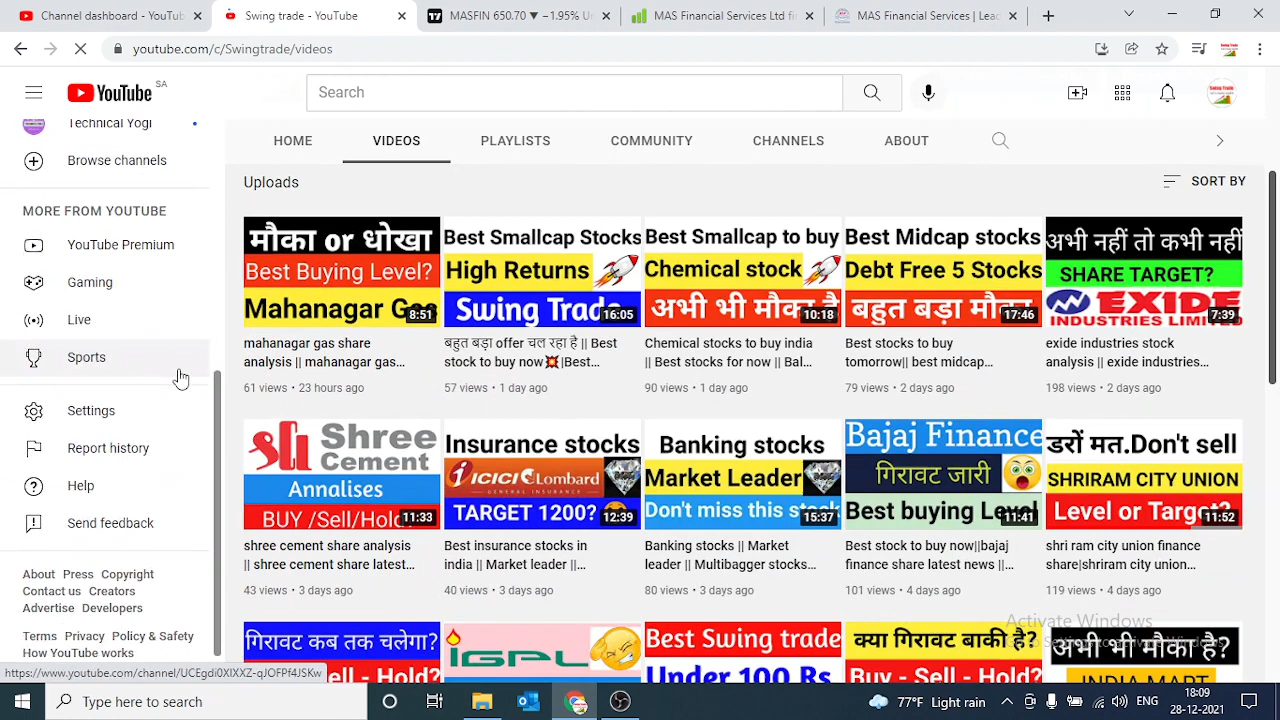 Channel dashboard - YouTube
Swing trade - YouTube
MASFIN 650.70 ▼ −1.95%
MAS Financial Services Ltd
MAS Financial Services | Lea
youtube.com/c/Swingtrade/videos
YouTube SA
Search
Technical Yogi
Browse channels
MORE FROM YOUTUBE
YouTube Premium
Gaming
Live
Sports
Settings
Report history
Help
Send feedback
About Press Copyright
Contact us Creators
Advertise Developers
Terms Privacy Policy & Safety
How YouTube works
HOME VIDEOS PLAYLISTS COMMUNITY CHANNELS ABOUT
Uploads
SORT BY
मौका or धोखा
Best Buying Level?
Mahanagar Gas
8:51
mahanagar gas share
analysis || mahanagar gas...
61 views • 23 hours ago
Best Smallcap Stocks
High Returns
Swing Trade
16:05
बहुत बड़ा offer चल रहा है || Best
stock to buy now💥|Best...
57 views • 1 day ago
Best Smallcap to buy
Chemical stock
अभी भी मौका है
10:18
Chemical stocks to buy india
|| Best stocks for now || Bal...
90 views • 1 day ago
Best Midcap stocks
Debt Free 5 Stocks
बहुत बड़ा मौका
17:46
Best stocks to buy
tomorrow|| best midcap...
79 views • 2 days ago
अभी नहीं तो कभी नहीं
SHARE TARGET?
EXIDE
INDUSTRIES LIMITED
7:39
exide industries stock
analysis || exide industries...
198 views • 2 days ago
Shree
Cement
Annalises
BUY /Sell/Hold
11:33
shree cement share analysis
|| shree cement share latest...
43 views • 3 days ago
Insurance stocks
ICICI Lombard
GENERAL INSURANCE
TARGET 1200?
12:39
Best insurance stocks in
india || Market leader ||...
40 views • 3 days ago
Banking stocks
Market Leader
Don't miss this stock
15:37
Banking stocks || Market
leader || Multibagger stocks...
80 views • 3 days ago
Bajaj Finance
गिरावट जारी
Best buying Level
11:41
Best stock to buy now||bajaj
finance share latest news ||...
101 views • 4 days ago
डरों मत.Don't sell
SHRIRAM CITY UNION
Level or Target?
11:52
shri ram city union finance
share|shriram city union...
119 views • 4 days ago
गिरावट कब तक चलेगा?
ell - Hold?
IGPL
Best Swing trade
Under 100 Rs
क्या गिरावट बाकी है?
Buy - Sell - Hold?
अभी भी मौका है?
INDIA MART
Activate Windows
https://www.youtube.com/channel/UCEgdi0XIXXZ-qJOFPf4JSKw
Type here to search
77°F Light rain
ENG
18:09
28-12-2021